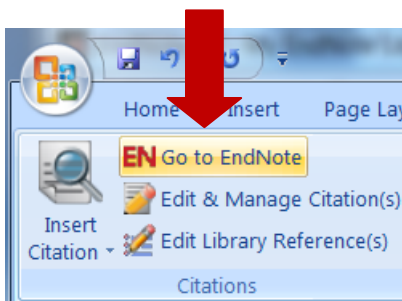 Home Insert Page Lay
EN Go to EndNote
Edit & Manage Citation(s)
Insert
Citation
Edit Library Reference(s)
Citations